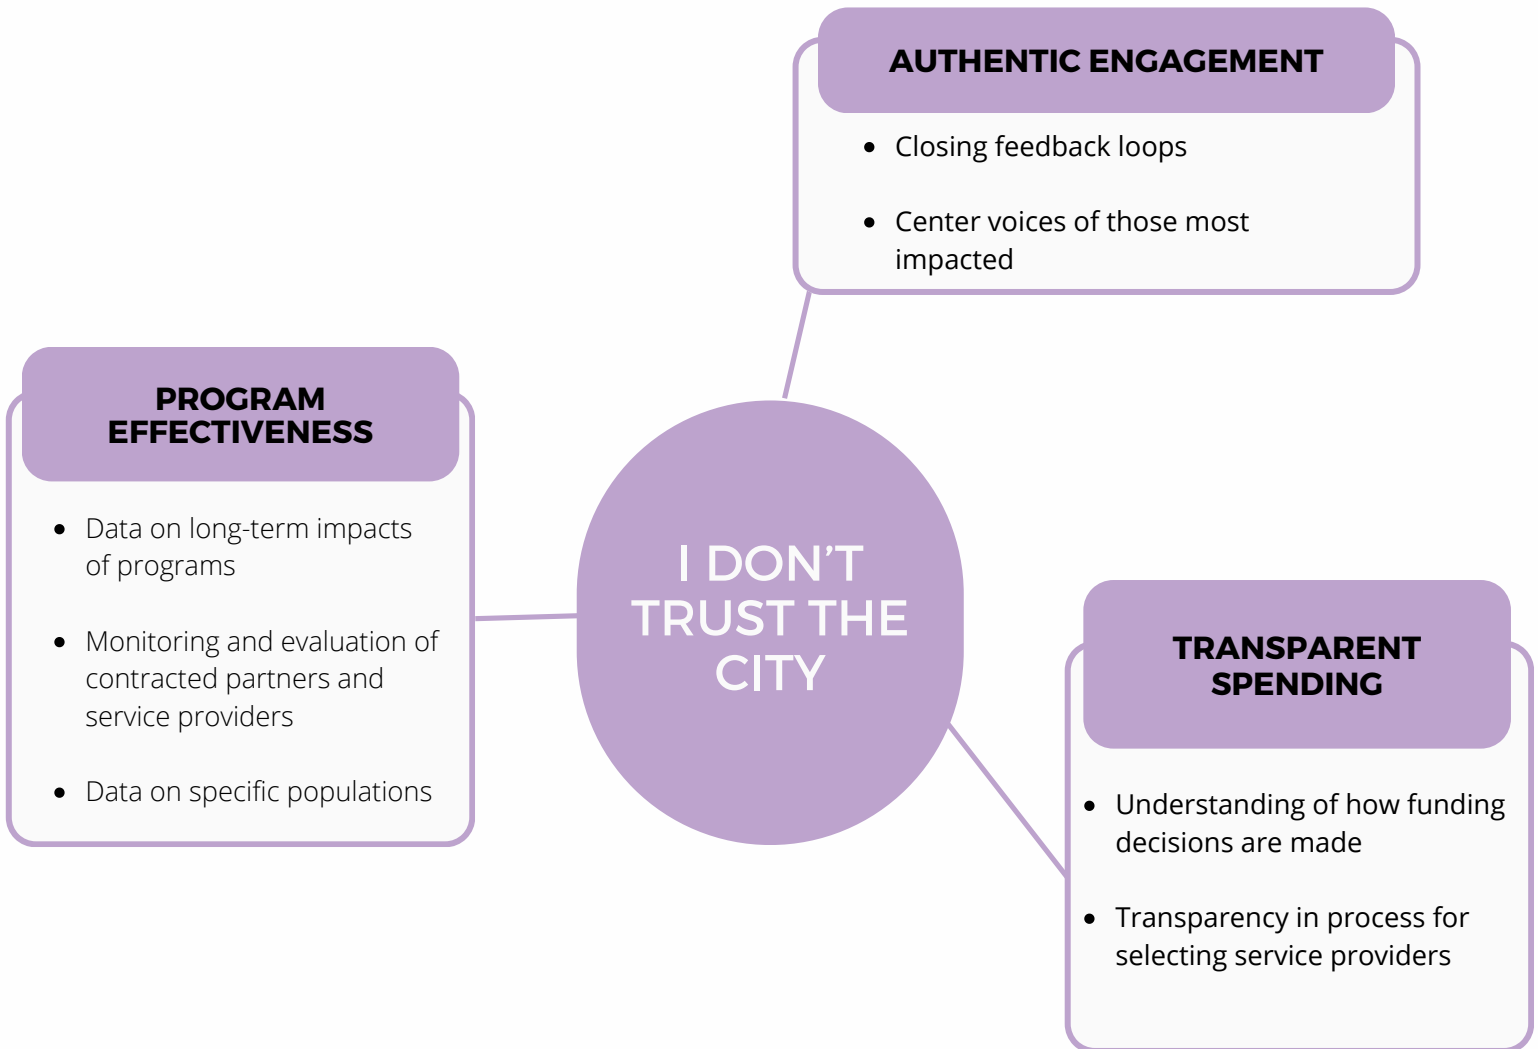 AUTHENTIC ENGAGEMENT
• Closing feedback loops
• Center voices of those most
impacted
PROGRAM
EFFECTIVENESS
• Data on long-term impacts
of programs
• Monitoring and evaluation of
contracted partners and
service providers
• Data on specific populations
I DON'T
TRUST THE
CITY
TRANSPARENT
SPENDING
• Understanding of how funding
decisions are made
• Transparency in process for
selecting service providers